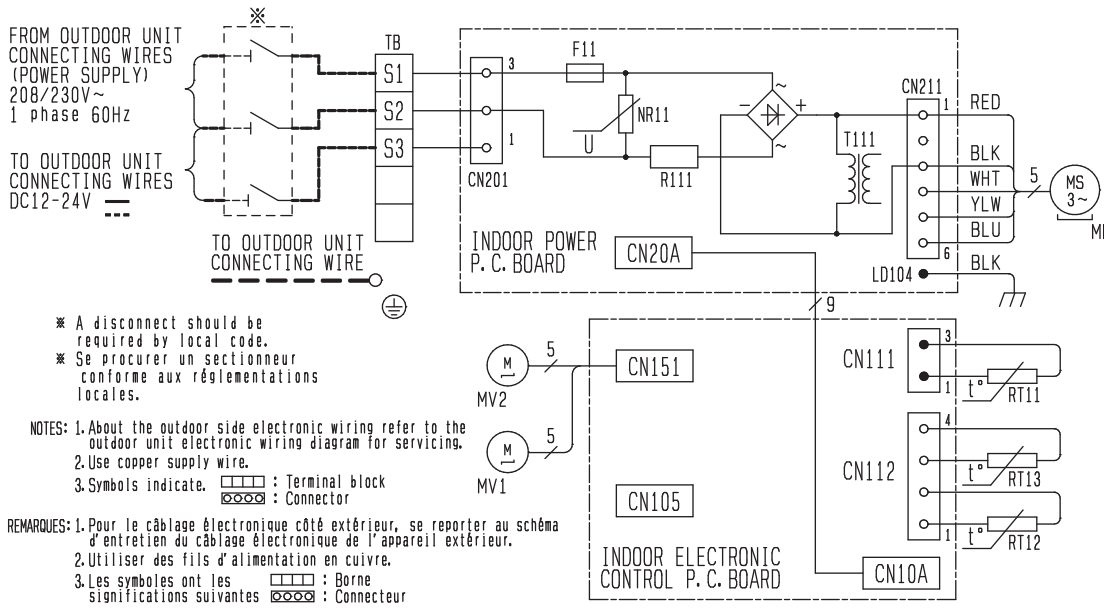 ※
FROM OUTDOOR UNIT
CONNECTING WIRES
(POWER SUPPLY)
208/230V~
1 phase 60Hz
TO OUTDOOR UNIT
CONNECTING WIRES
DC12-24V
TB
S1
S2
S3
TO OUTDOOR UNIT
CONNECTING WIRE
3
1
CN201
F11
NR11
U
R111
~
− +
~
T111
CN211
1
6
RED
BLK
WHT
YLW
BLU
5
MS
3~
LD104
BLK
INDOOR POWER
P. C. BOARD
CN20A
9
※ A disconnect should be
required by local code.
※ Se procurer un sectionneur
conforme aux réglementations
locales.
M
5
MV2
M
5
MV1
CN151
CN105
CN111
3
1
t°
RT11
CN112
4
1
t°
RT13
t°
RT12
INDOOR ELECTRONIC
CONTROL P. C. BOARD
CN10A
NOTES: 1. About the outdoor side electronic wiring refer to the
outdoor unit electronic wiring diagram for servicing.
2. Use copper supply wire.
3. Symbols indicate. : Terminal block
: Connector
REMARQUES: 1. Pour le câblage électronique côté extérieur, se reporter au schéma
d'entretien du câblage électronique de l'appareil extérieur.
2. Utiliser des fils d'alimentation en cuivre.
3. Les symboles ont les : Borne
significations suivantes : Connecteur